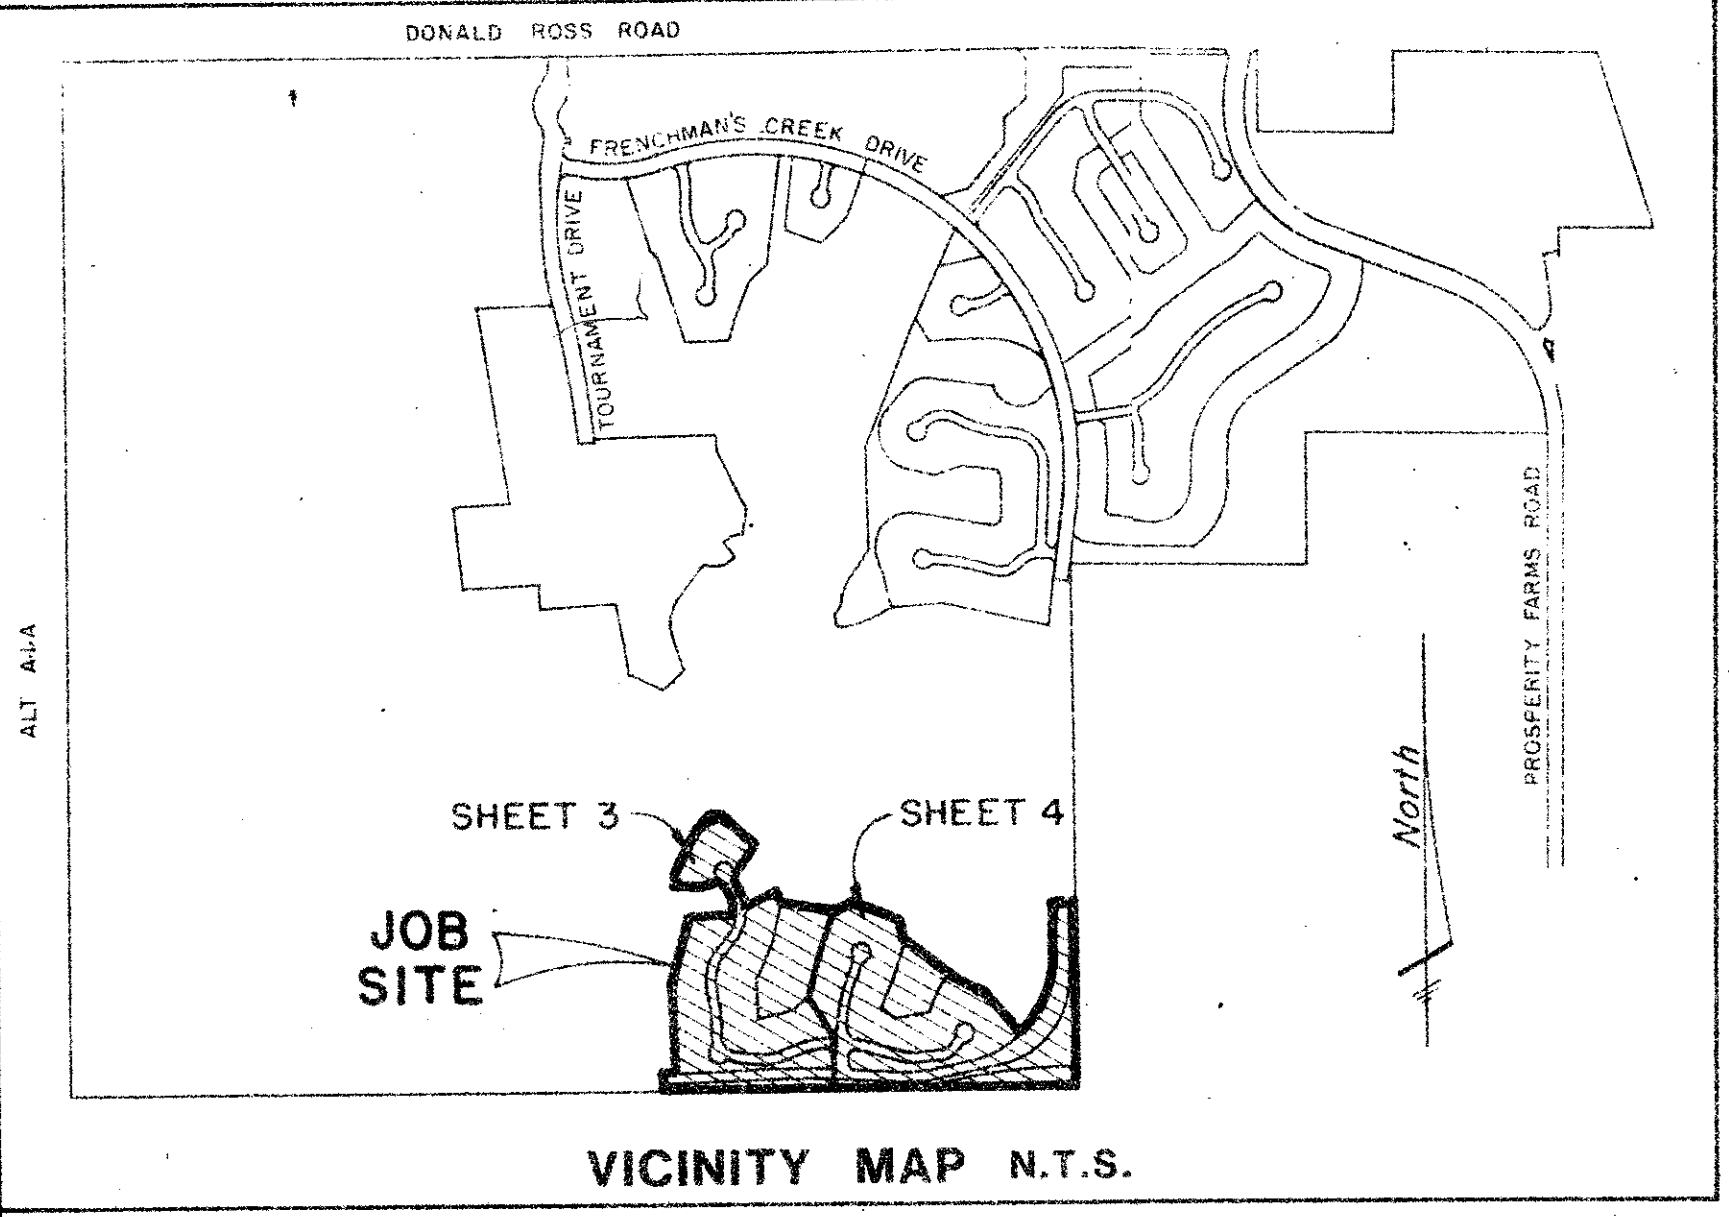 DONALD ROSS ROAD
FRENCHMAN'S CREEK DRIVE
TOURNAMENT DRIVE
PROSPERITY FARMS ROAD
ALT A-1-A
North
SHEET 3
SHEET 4
JOB
SITE
VICINITY MAP N.T.S.